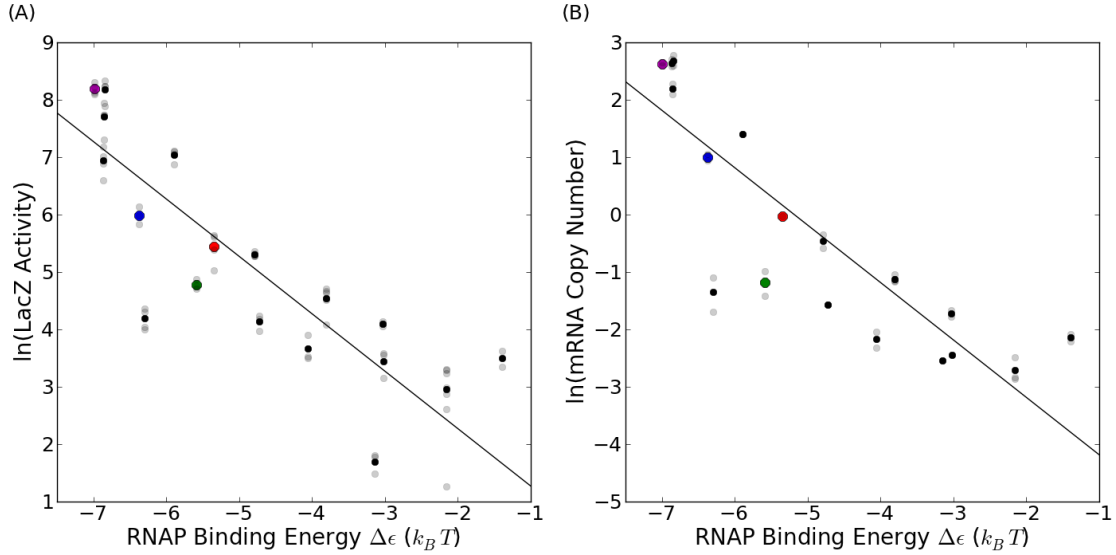 (A)
(B)
9
8
7
6
5
4
3
2
1
ln(LacZ Activity)
−7 −6 −5 −4 −3 −2 −1
RNAP Binding Energy Δϵ (k_B T)
3
2
1
0
−1
−2
−3
−4
−5
ln(mRNA Copy Number)
−7 −6 −5 −4 −3 −2 −1
RNAP Binding Energy Δϵ (k_B T)